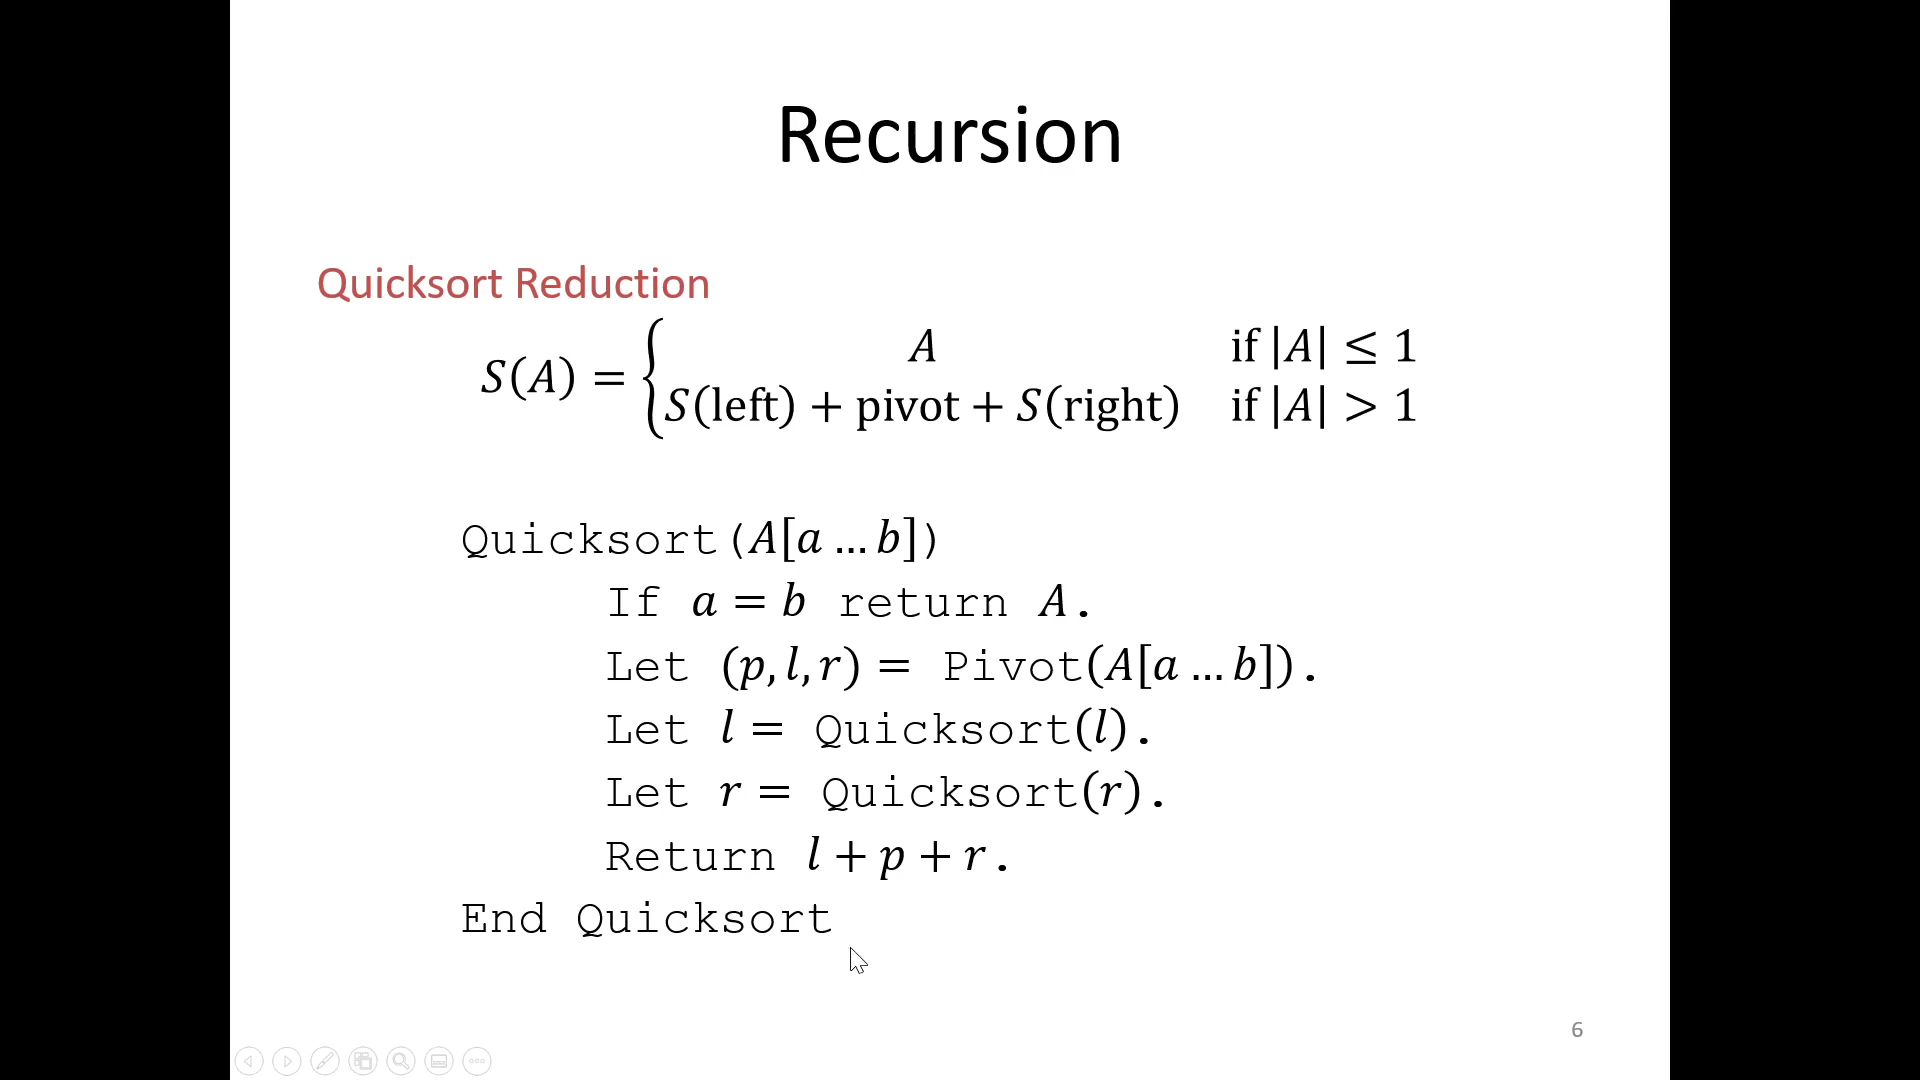 Recursion
Quicksort Reduction
S(A) = { A if |A| ≤ 1
S(left) + pivot + S(right) if |A| > 1
Quicksort(A[a … b])
If a = b return A.
Let (p, l, r) = Pivot(A[a … b]).
Let l = Quicksort(l).
Let r = Quicksort(r).
Return l + p + r.
End Quicksort
6